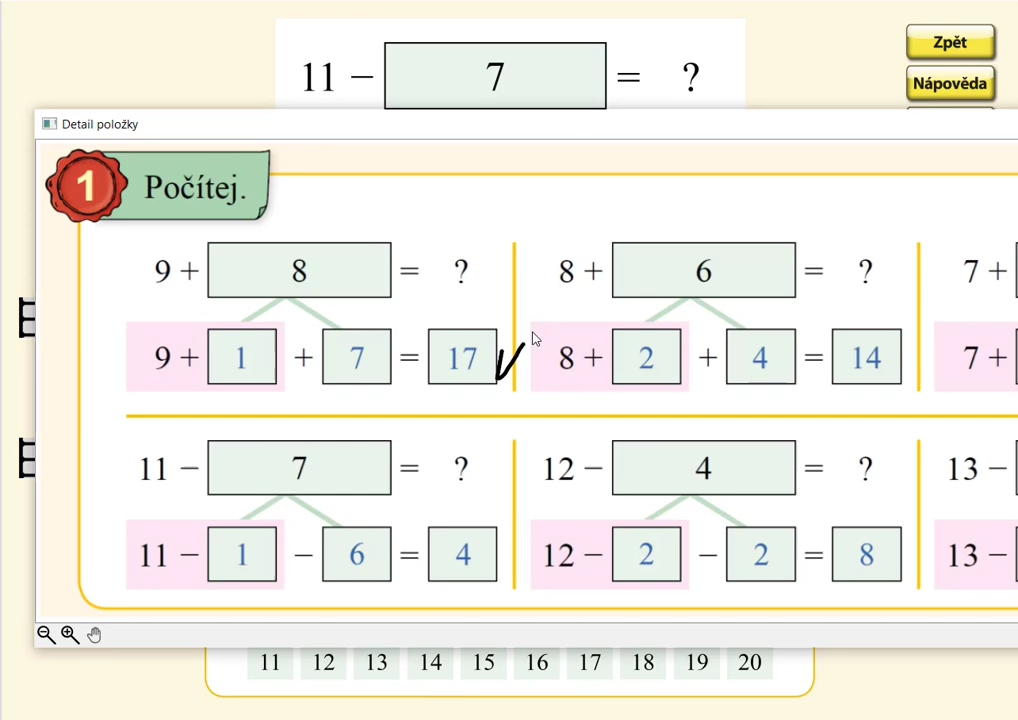 11 − 7 = ?
Zpět
Nápověda
Detail položky
1 Počítej.
9 + 8 = ?
8 + 6 = ?
7 +
9 + 1 + 7 = 17
8 + 2 + 4 = 14
7 +
11 − 7 = ?
12 − 4 = ?
13 −
11 − 1 − 6 = 4
12 − 2 − 2 = 8
13 −
11 12 13 14 15 16 17 18 19 20